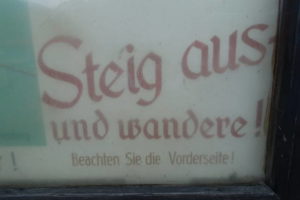 Steig aus
und wandere!
! Beachten Sie die Vorderseite!